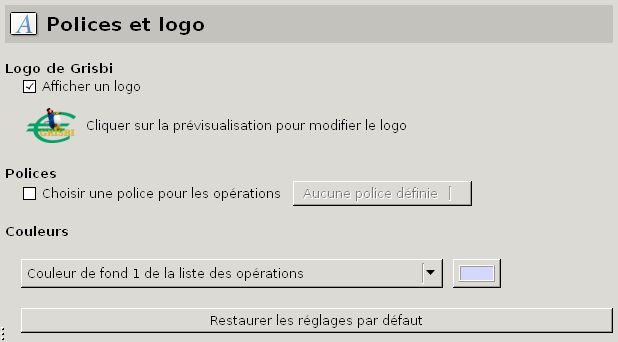 Polices et logo
Logo de Grisbi
Afficher un logo
GRISBI
Cliquer sur la prévisualisation pour modifier le logo
Polices
Choisir une police pour les opérations
Aucune police définie
Couleurs
Couleur de fond 1 de la liste des opérations
Restaurer les réglages par défaut